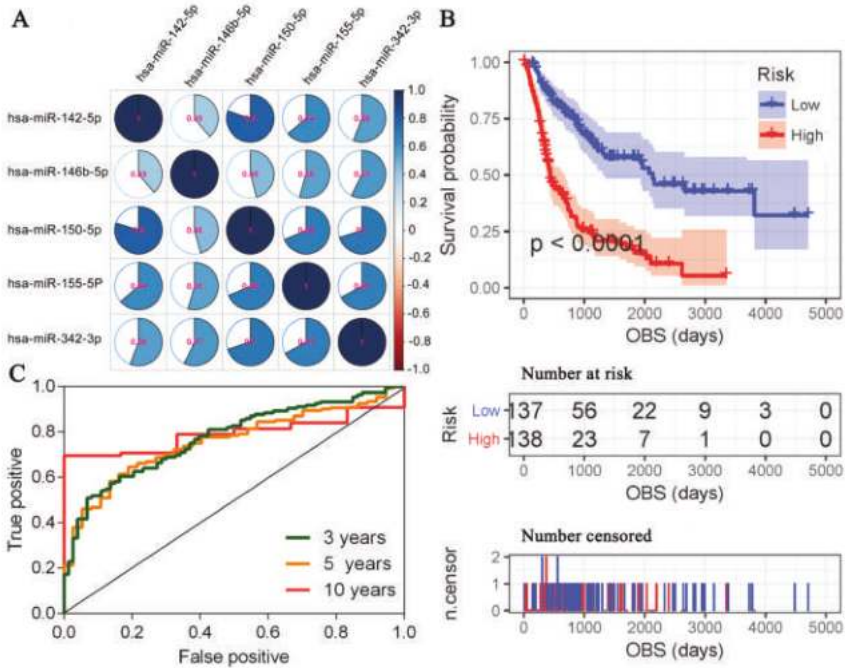 A
hsa-miR-142-5p
hsa-miR-146b-5p
hsa-miR-150-5p
hsa-miR-155-5p
hsa-miR-342-3p
hsa-miR-142-5p
hsa-miR-146b-5p
hsa-miR-150-5p
hsa-miR-155-5P
hsa-miR-342-3p
1.0
0.8
0.6
0.4
0.2
0
-0.2
-0.4
-0.6
-0.8
-1.0
B
Survival probability
1.00
0.75
0.50
0.25
0.00
Risk
Low
High
p < 0.0001
0 1000 2000 3000 4000 5000
OBS (days)
Number at risk
Risk
Low 137 56 22 9 3 0
High 138 23 7 1 0 0
0 1000 2000 3000 4000 5000
OBS (days)
Number censored
n.censor
2
1
0
0 1000 2000 3000 4000 5000
OBS (days)
C
True positive
1.0
0.8
0.6
0.4
0.2
0.0
3 years
5 years
10 years
0.0 0.2 0.4 0.6 0.8 1.0
False positive